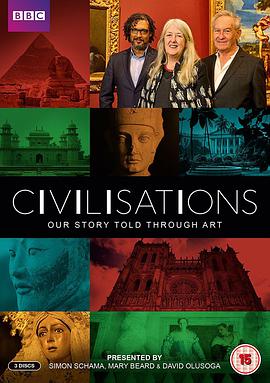 BBC
CIVILISATIONS
OUR STORY TOLD THROUGH ART
3 DISCS
PRESENTED BY
SIMON SCHAMA, MARY BEARD & DAVID OLUSOGA
15